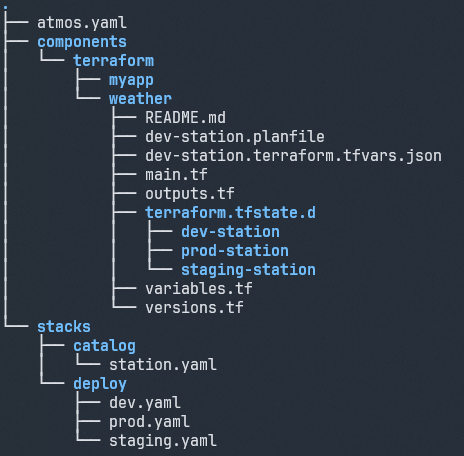 .
├── atmos.yaml
├── components
│   └── terraform
│       ├── myapp
│       └── weather
│           ├── README.md
│           ├── dev-station.planfile
│           ├── dev-station.terraform.tfvars.json
│           ├── main.tf
│           ├── outputs.tf
│           ├── terraform.tfstate.d
│           │   ├── dev-station
│           │   ├── prod-station
│           │   └── staging-station
│           ├── variables.tf
│           └── versions.tf
└── stacks
    ├── catalog
    │   └── station.yaml
    └── deploy
        ├── dev.yaml
        ├── prod.yaml
        └── staging.yaml